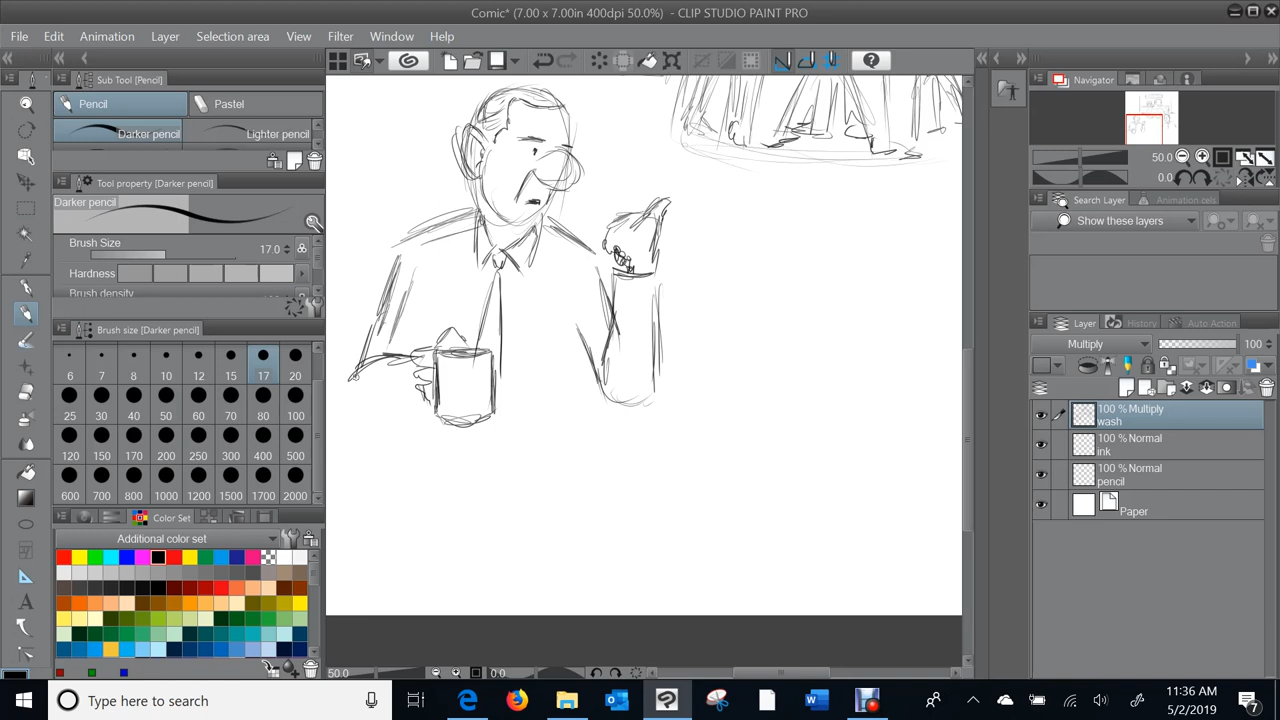 Comic* (7.00 x 7.00in 400dpi 50.0%) - CLIP STUDIO PAINT PRO
File Edit Animation Layer Selection area View Filter Window Help
Sub Tool [Pencil]
Pencil Pastel
Darker pencil Lighter pencil
Tool property [Darker pencil]
Darker pencil
Brush Size 17.0
Hardness
Brush density
Brush size [Darker pencil]
6 7 8 10 12 15 17 20
25 30 40 50 60 70 80 100
120 150 170 200 250 300 400 500
600 700 800 1000 1200 1500 1700 2000
Color Set
Additional color set
50.0 0.0
Navigator
50.0
0.0
Search Layer Animation cels
Show these layers
Layer History Auto Action
Multiply 100
100 % Multiply
wash
100 % Normal
ink
100 % Normal
pencil
Paper
Type here to search
11:36 AM
5/2/2019
7